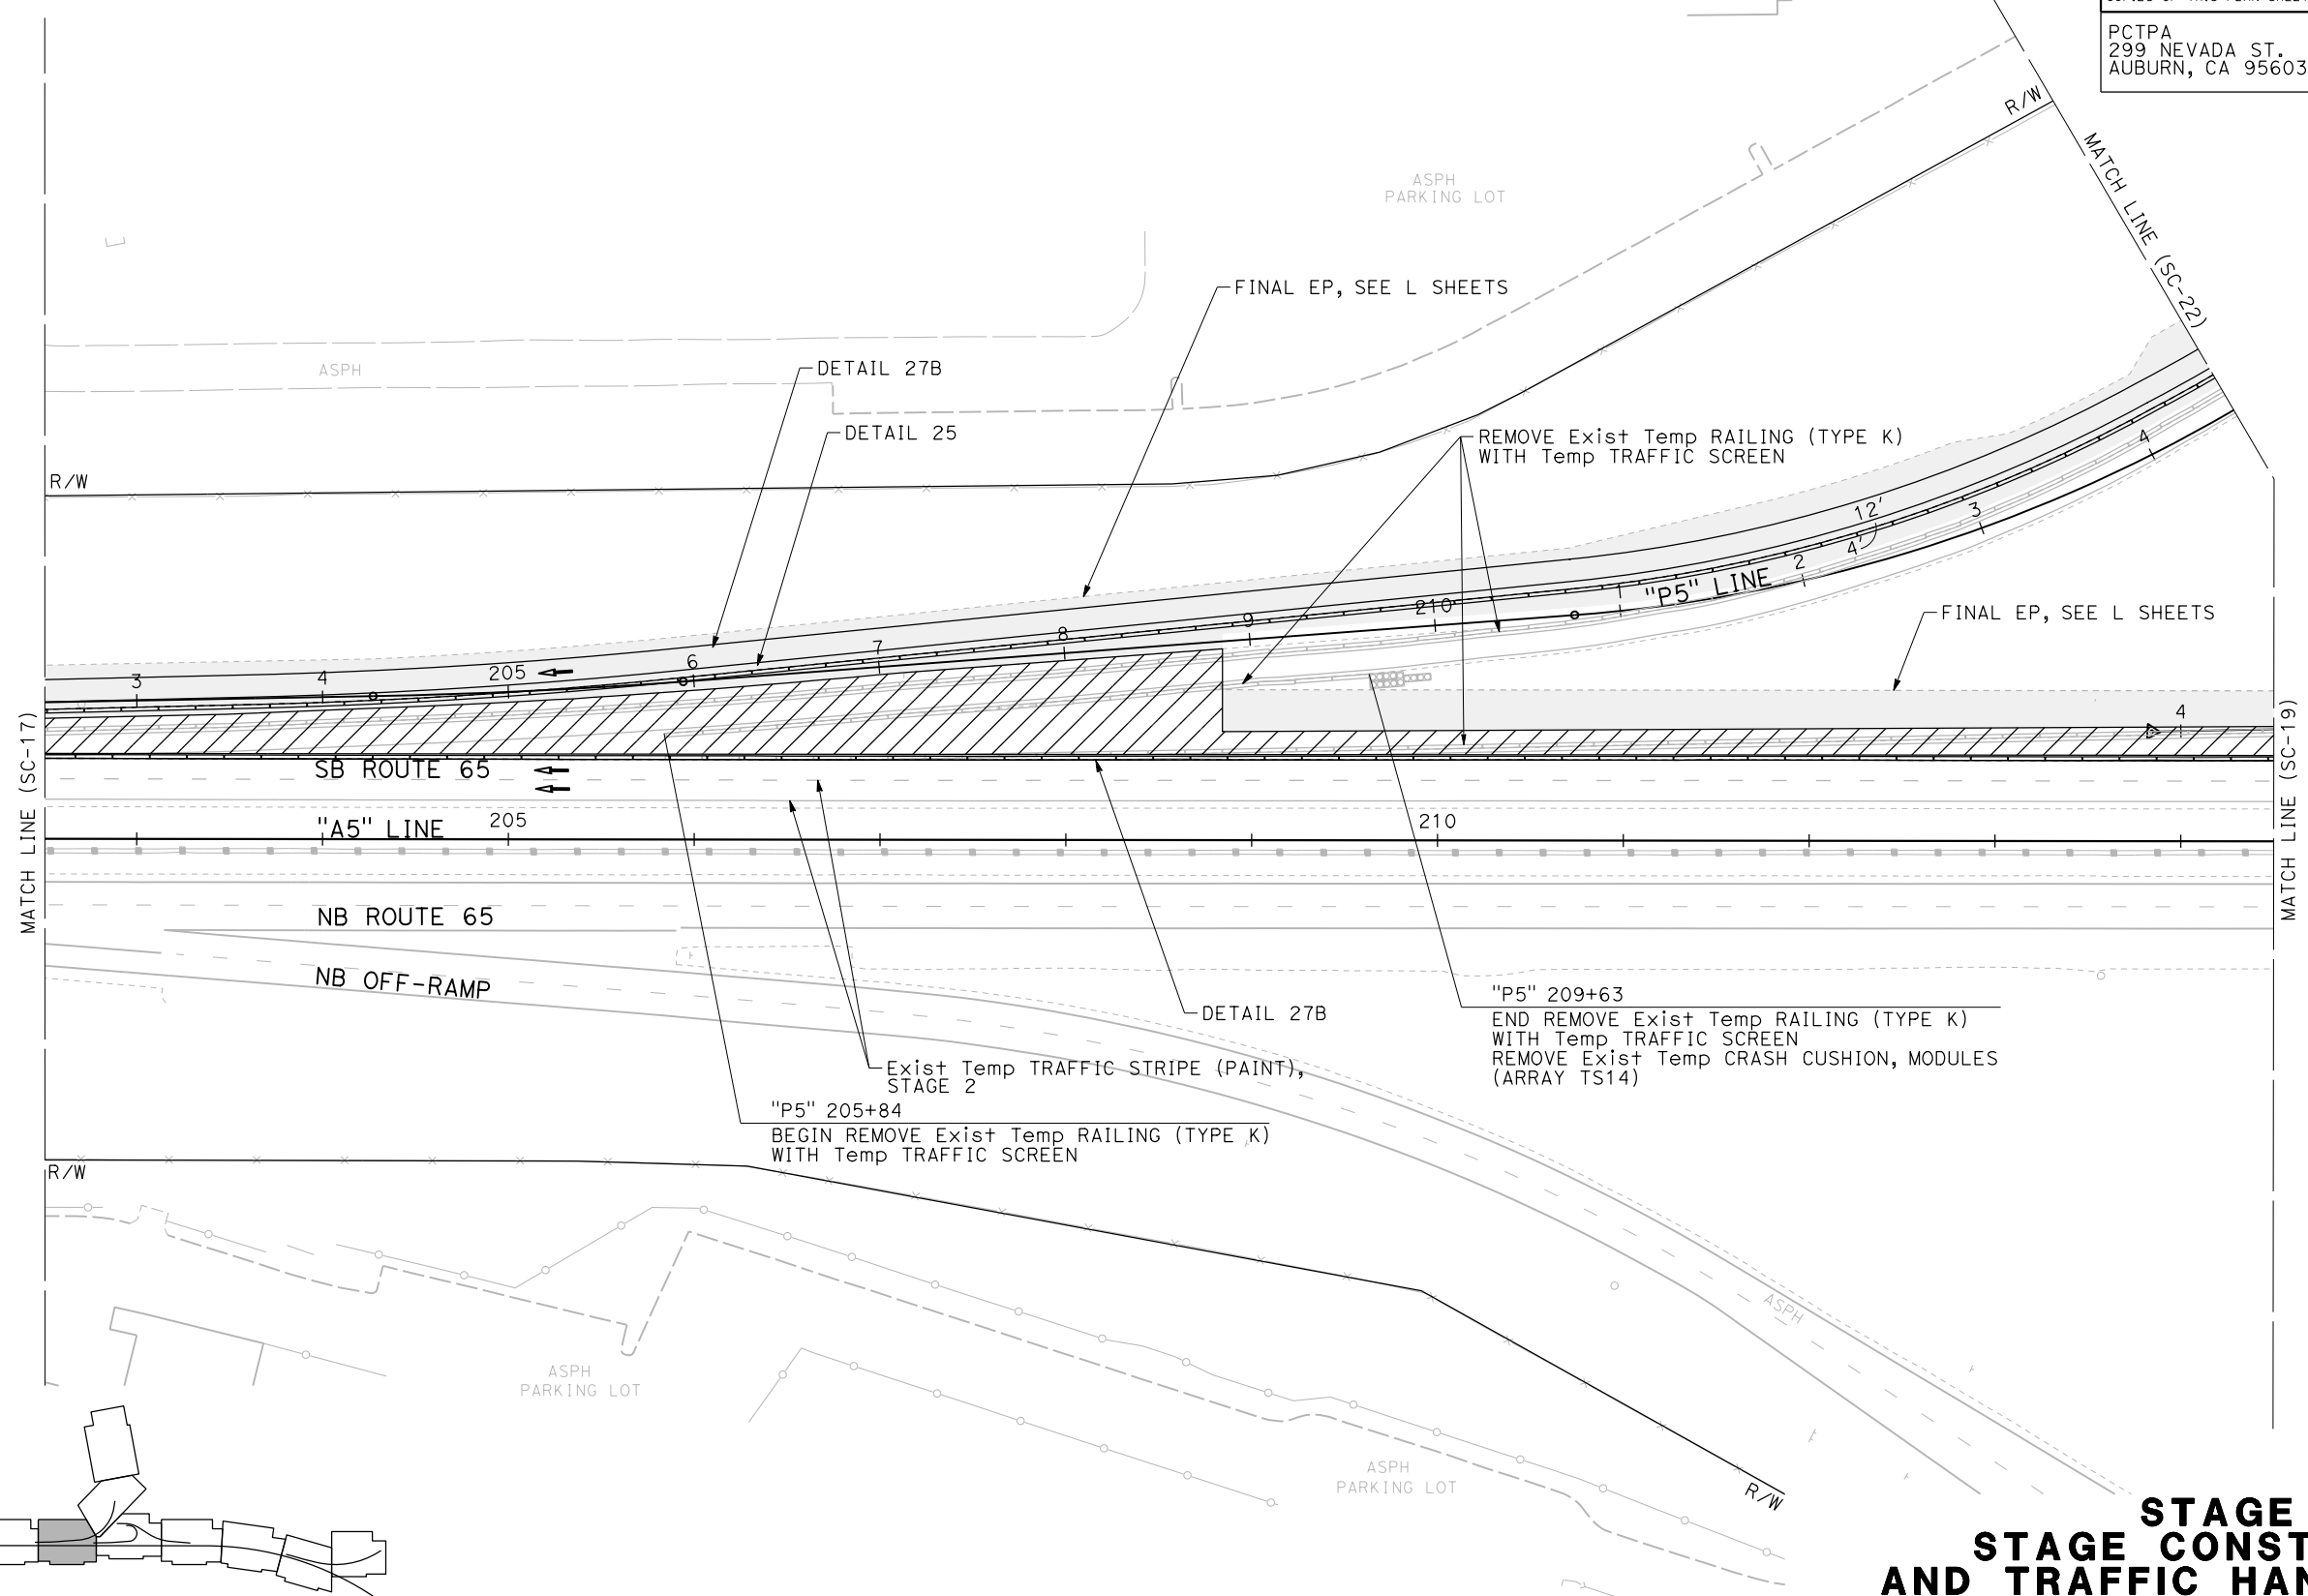 PCTPA
299 NEVADA ST.
AUBURN, CA 95603
R/W
MATCH LINE (SC-22)
ASPH
PARKING LOT
FINAL EP, SEE L SHEETS
DETAIL 27B
ASPH
DETAIL 25
REMOVE Exist Temp RAILING (TYPE K)
WITH Temp TRAFFIC SCREEN
R/W
12'
4'
4
3
2
1
"P5" LINE
210
9
8
7
6
205
4
3
FINAL EP, SEE L SHEETS
4
MATCH LINE (SC-17)
MATCH LINE (SC-19)
SB ROUTE 65
"A5" LINE
205
210
NB ROUTE 65
NB OFF-RAMP
"P5" 209+63
END REMOVE Exist Temp RAILING (TYPE K)
WITH Temp TRAFFIC SCREEN
REMOVE Exist Temp CRASH CUSHION, MODULES
(ARRAY TS14)
DETAIL 27B
Exist Temp TRAFFIC STRIPE (PAINT),
STAGE 2
"P5" 205+84
BEGIN REMOVE Exist Temp RAILING (TYPE K)
WITH Temp TRAFFIC SCREEN
R/W
ASPH
ASPH
PARKING LOT
ASPH
PARKING LOT
R/W
STAGE
STAGE CONST
AND TRAFFIC HAN